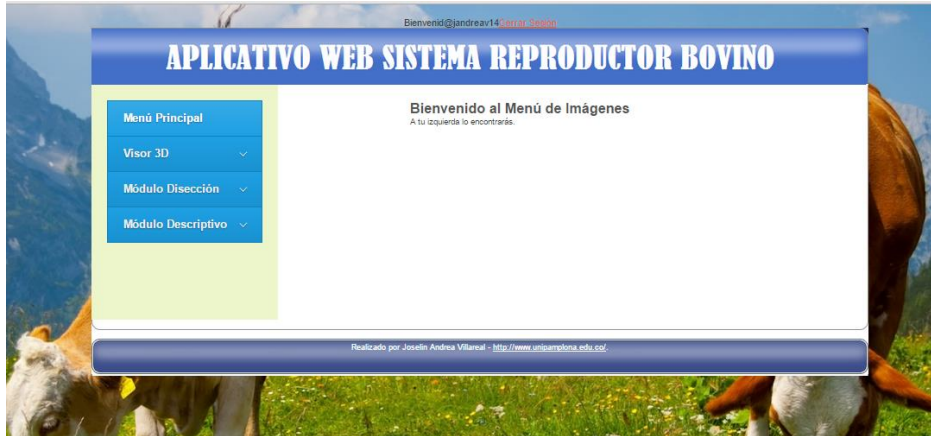 Bienvenid@jandreav14Cerrar Sesión
APLICATIVO WEB SISTEMA REPRODUCTOR BOVINO
Menú Principal
Visor 3D
Módulo Disección
Módulo Descriptivo
Bienvenido al Menú de Imágenes
A tu izquierda lo encontrarás.
Realizado por Joselin Andrea Villareal - http://www.unipamplona.edu.co/.